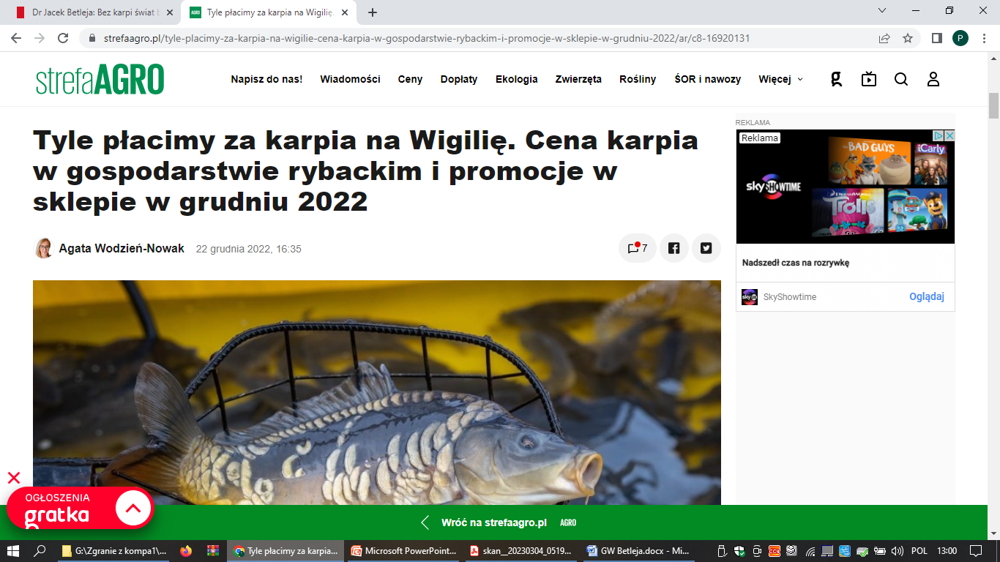 Dr Jacek Betleja: Bez karpi świat b
Tyle płacimy za karpia na Wigilię.
strefaagro.pl/tyle-placimy-za-karpia-na-wigilie-cena-karpia-w-gospodarstwie-rybackim-i-promocje-w-sklepie-w-grudniu-2022/ar/c8-16920131
P
strefaAGRO
Napisz do nas! Wiadomości Ceny Dopłaty Ekologia Zwierzęta Rośliny ŚOR i nawozy Więcej
Tyle płacimy za karpia na Wigilię. Cena karpia
w gospodarstwie rybackim i promocje w
sklepie w grudniu 2022
Agata Wodzień-Nowak 22 grudnia 2022, 16:35
7
REKLAMA
Reklama
sky SHOWTIME
THE BAD GUYS
iCarly
DREAMWORKS
Trolls
PAW PATROL
Nadszedł czas na rozrywkę
SkyShowtime
Oglądaj
OGŁOSZENIA
gratka
Wróć na strefaagro.pl AGRO
G:\Zgranie z kompa1\...
Tyle płacimy za karpia...
Microsoft PowerPoint...
skan__20230304_0519...
GW Betleja.docx - Mi...
POL 13:00